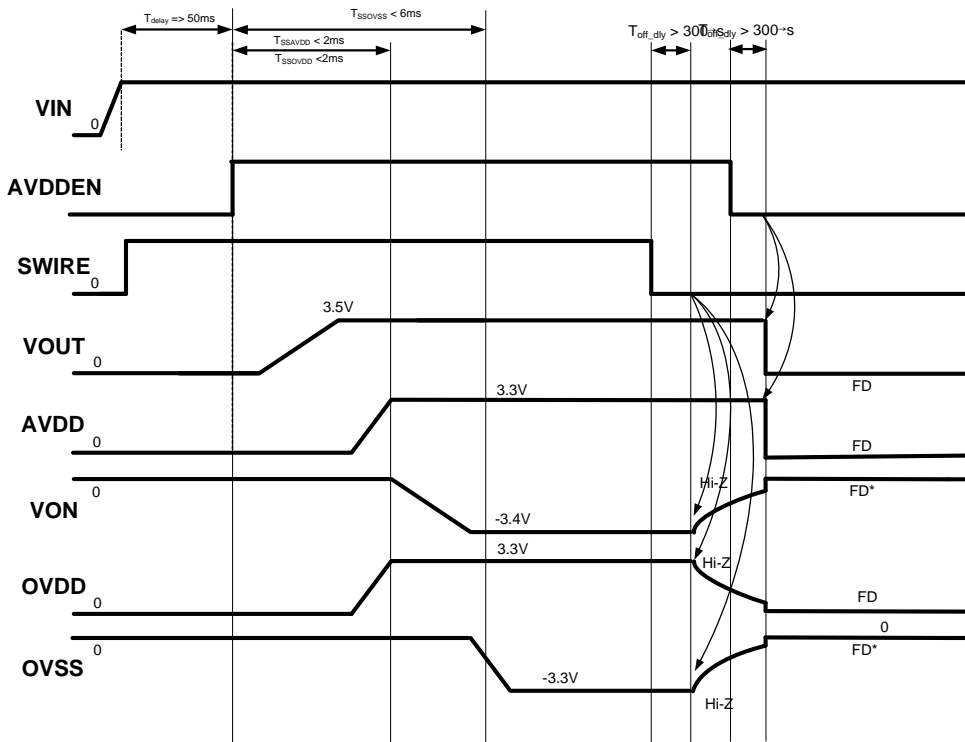 T_delay => 50ms
T_SSOVSS < 6ms
T_SSAVDD < 2ms
T_SSOVDD <2ms
T_off_dly > 300→s
T_off_dly > 300→s
VIN
0
AVDDEN
SWIRE
0
3.5V
VOUT
0
FD
3.3V
AVDD
0
FD
VON
0
Hi-Z
FD*
-3.4V
3.3V
Hi-Z
OVDD
0
FD
0
0
FD*
OVSS
-3.3V
Hi-Z